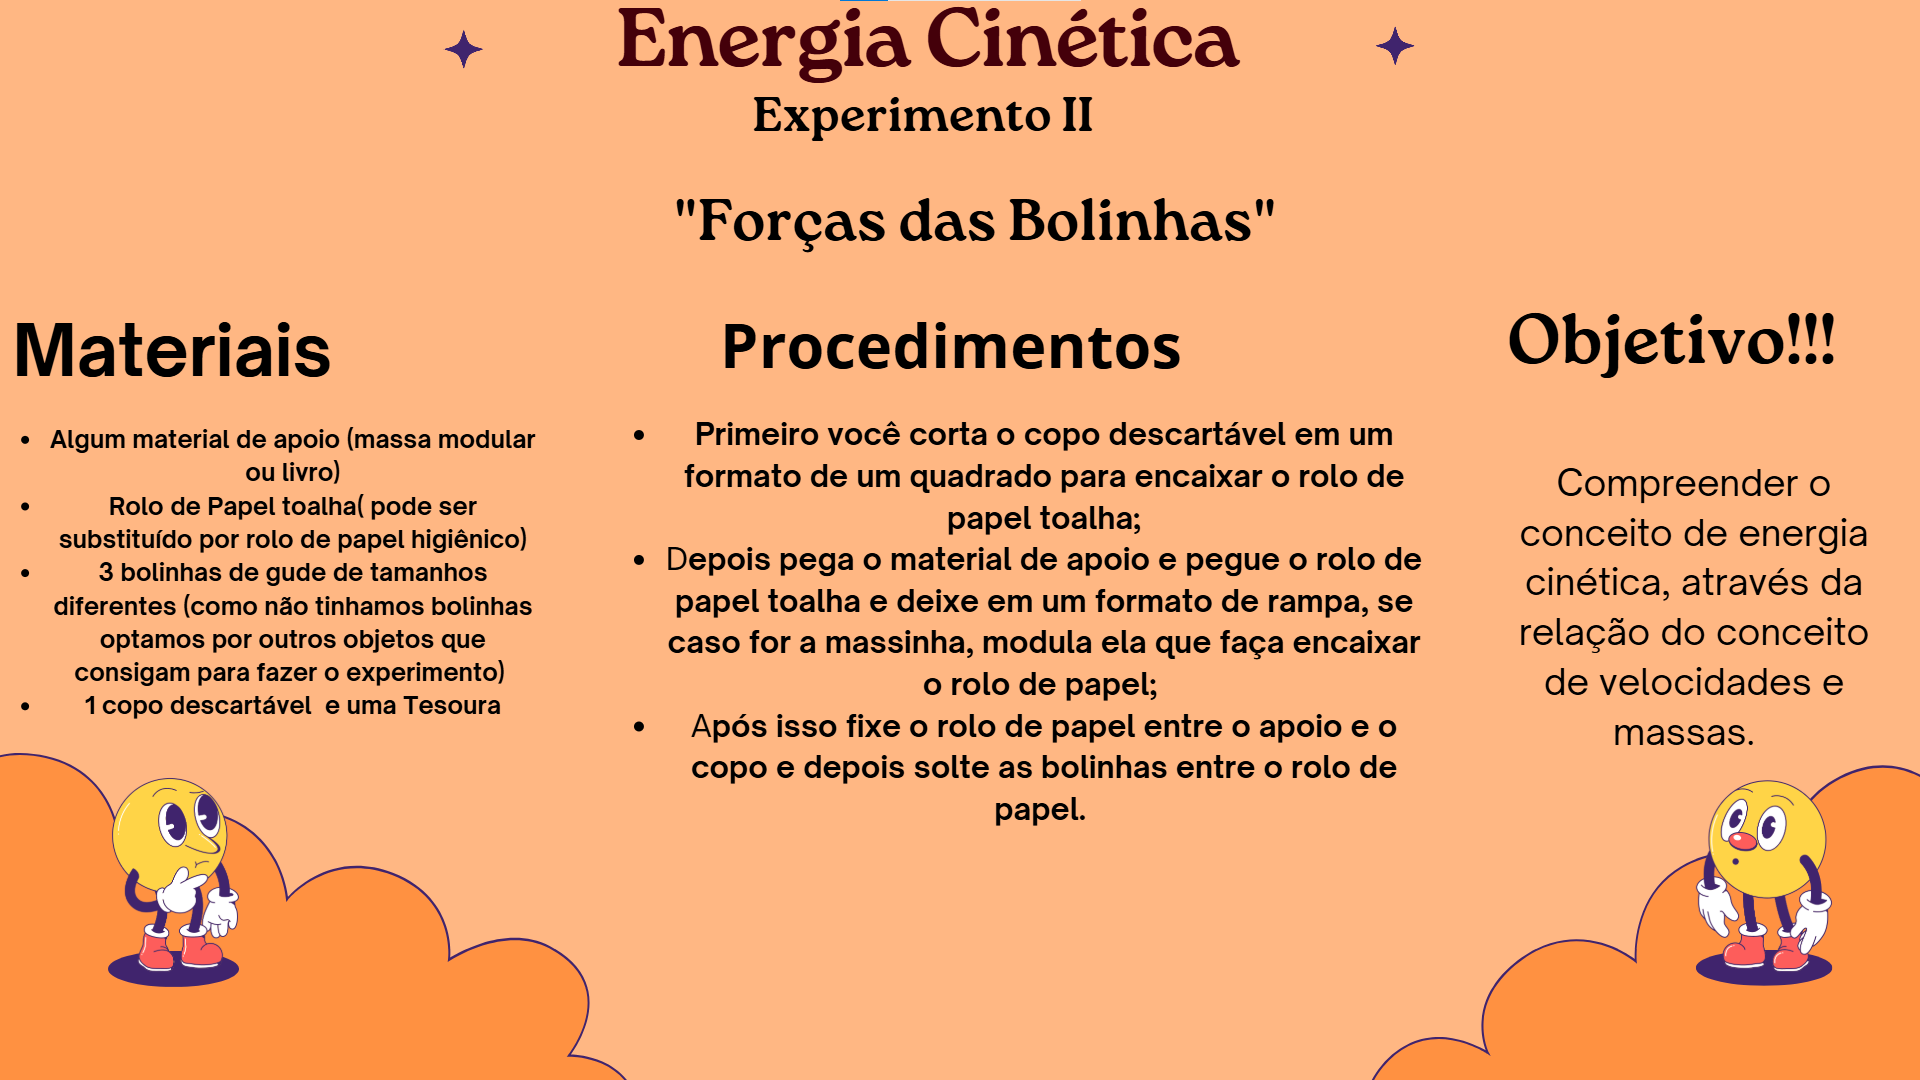 Energia Cinética
Experimento II
"Forças das Bolinhas"
Materiais
• Algum material de apoio (massa modular
ou livro)
• Rolo de Papel toalha( pode ser
substituído por rolo de papel higiênico)
• 3 bolinhas de gude de tamanhos
diferentes (como não tinhamos bolinhas
optamos por outros objetos que
consigam para fazer o experimento)
• 1 copo descartável  e uma Tesoura
Procedimentos
• Primeiro você corta o copo descartável em um
formato de um quadrado para encaixar o rolo de
papel toalha;
• Depois pega o material de apoio e pegue o rolo de
papel toalha e deixe em um formato de rampa, se
caso for a massinha, modula ela que faça encaixar
o rolo de papel;
• Após isso fixe o rolo de papel entre o apoio e o
copo e depois solte as bolinhas entre o rolo de
papel.
Objetivo!!!
Compreender o
conceito de energia
cinética, através da
relação do conceito
de velocidades e
massas.